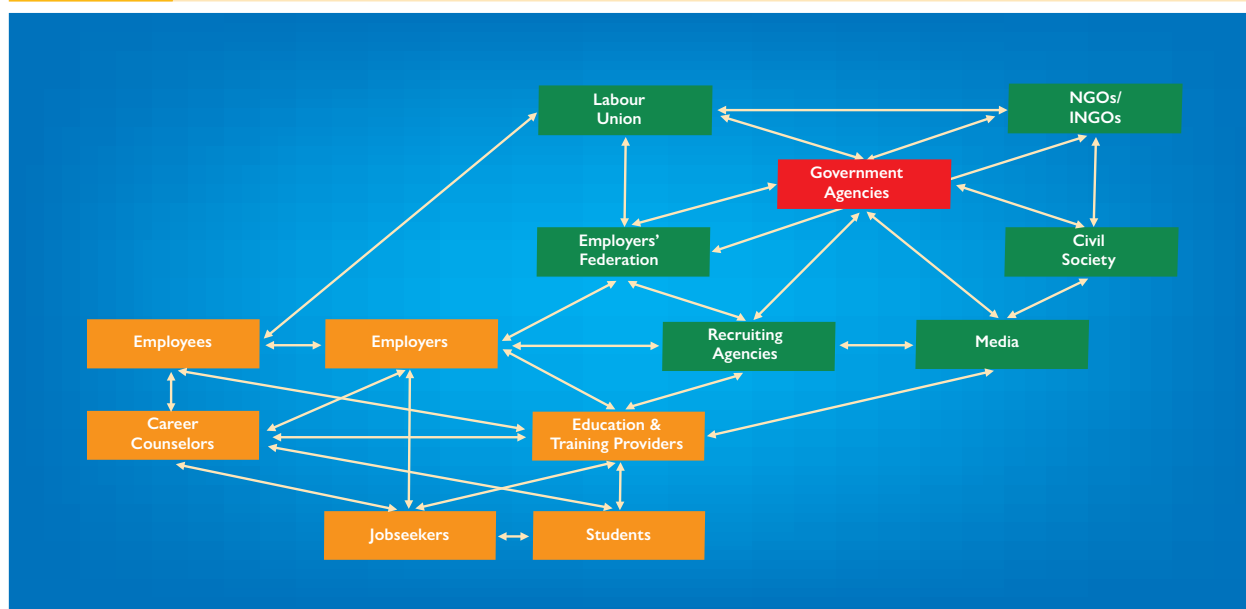 Labour
Union
NGOs/
INGOs
Government
Agencies
Employers’
Federation
Civil
Society
Employees
Employers
Recruiting
Agencies
Media
Career
Counselors
Education &
Training Providers
Jobseekers
Students